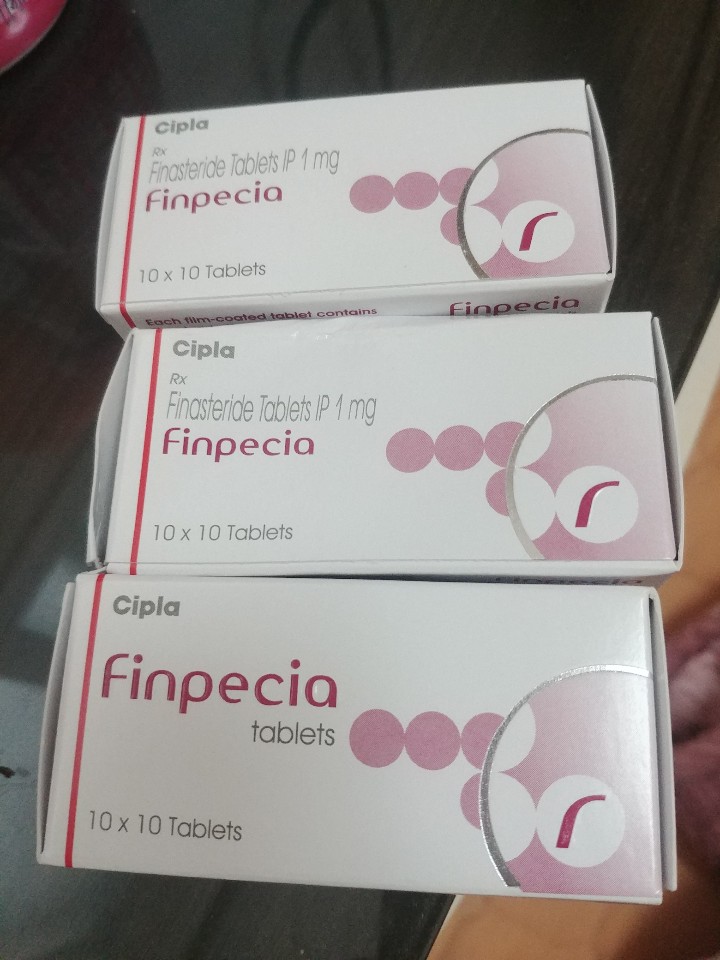 Cipla
Rx
Finasteride Tablets IP 1 mg
Finpecia
10 x 10 Tablets
Each film-coated tablet contains
Finpecia
Cipla
Rx
Finasteride Tablets IP 1 mg
Finpecia
10 x 10 Tablets
Finpecia
Cipla
Finpecia
tablets
10 x 10 Tablets